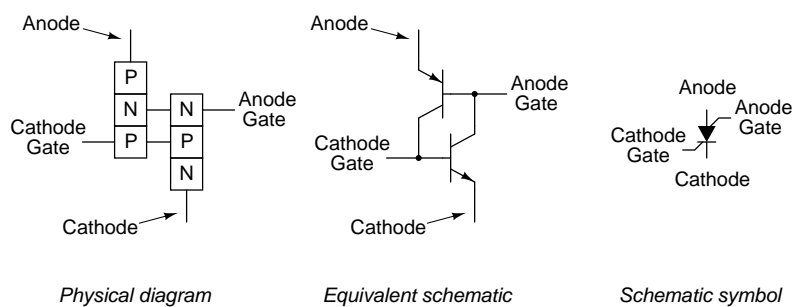 Anode
P
N
N
P
P
N
Anode
Gate
Cathode
Gate
Cathode
Physical diagram
Anode
Anode
Gate
Cathode
Gate
Cathode
Equivalent schematic
Anode
Anode
Gate
Cathode
Gate
Cathode
Schematic symbol